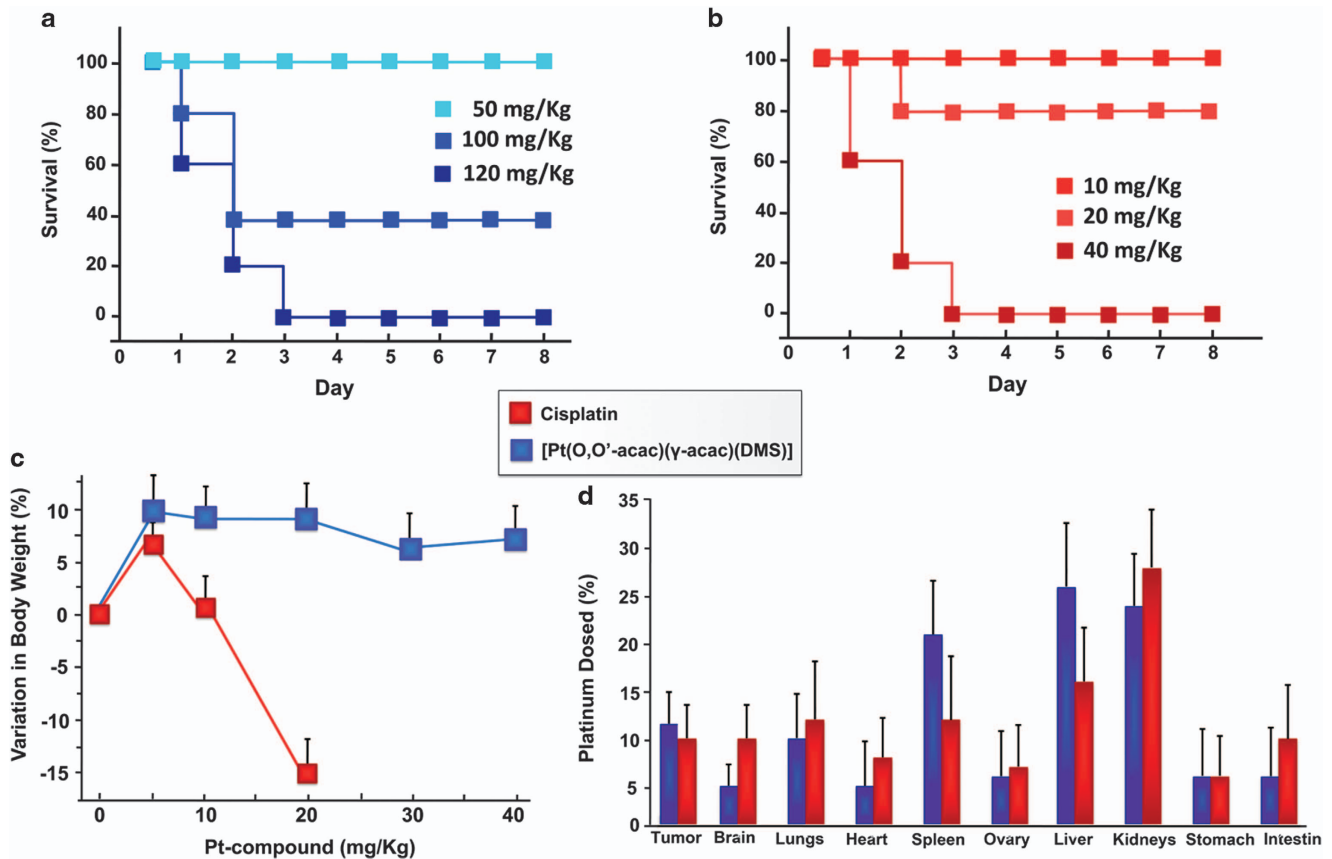 a
Survival (%)
100
80
60
40
20
0
50 mg/Kg
100 mg/Kg
120 mg/Kg
0 1 2 3 4 5 6 7 8
Day
b
Survival (%)
100
80
60
40
20
0
10 mg/Kg
20 mg/Kg
40 mg/Kg
0 1 2 3 4 5 6 7 8
Day
Cisplatin
[Pt(O,O'-acac)(γ-acac)(DMS)]
c
Variation in Body Weight (%)
10
5
0
-5
-10
-15
0 10 20 30 40
Pt-compound (mg/Kg)
d
Platinum Dosed (%)
35
30
25
20
15
10
5
0
Tumor Brain Lungs Heart Spleen Ovary Liver Kidneys Stomach Intestin